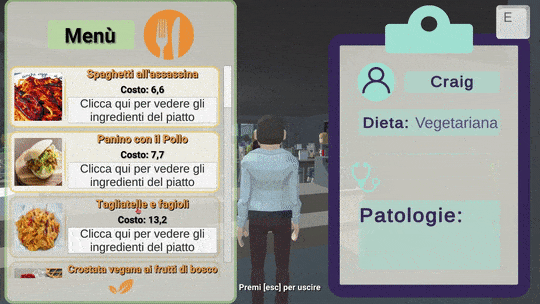 Menù
Spaghetti all'assassina
Costo: 6,6
Clicca qui per vedere gli
ingredienti del piatto
Panino con il Pollo
Costo: 7,7
Clicca qui per vedere gli
ingredienti del piatto
Tagliatelle e fagioli
Costo: 13,2
Clicca qui per vedere gli
ingredienti del piatto
Crostata vegana ai frutti di bosco
Premi [esc] per uscire
E
Craig
Dieta: Vegetariana
Patologie: